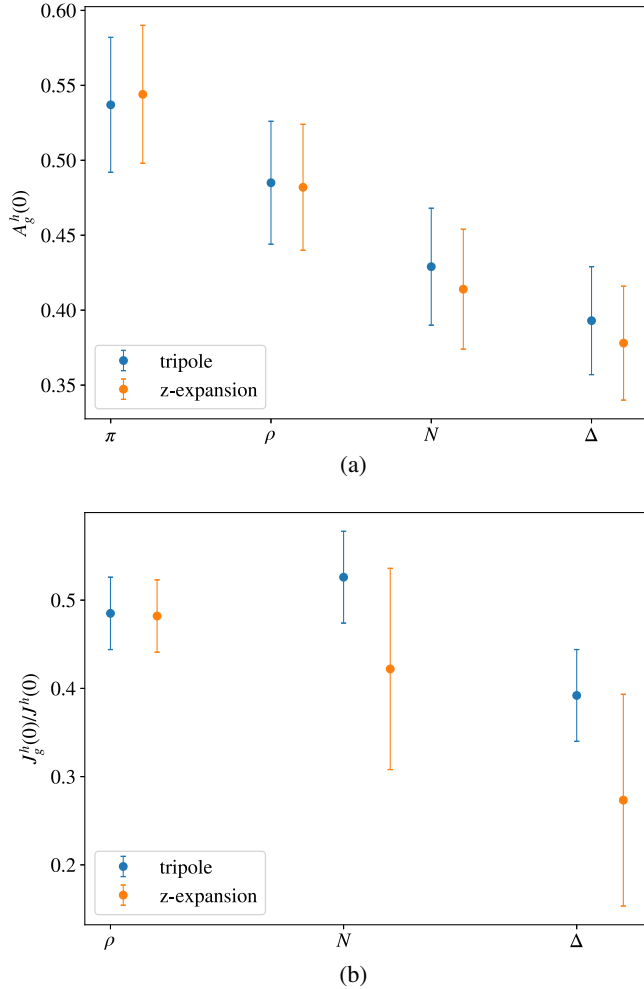 0.60
0.55
0.50
0.45
0.40
0.35
A_g^h(0)
tripole
z-expansion
π ρ N Δ
(a)
0.5
0.4
0.3
0.2
J_g^h(0)/J^h(0)
tripole
z-expansion
ρ N Δ
(b)